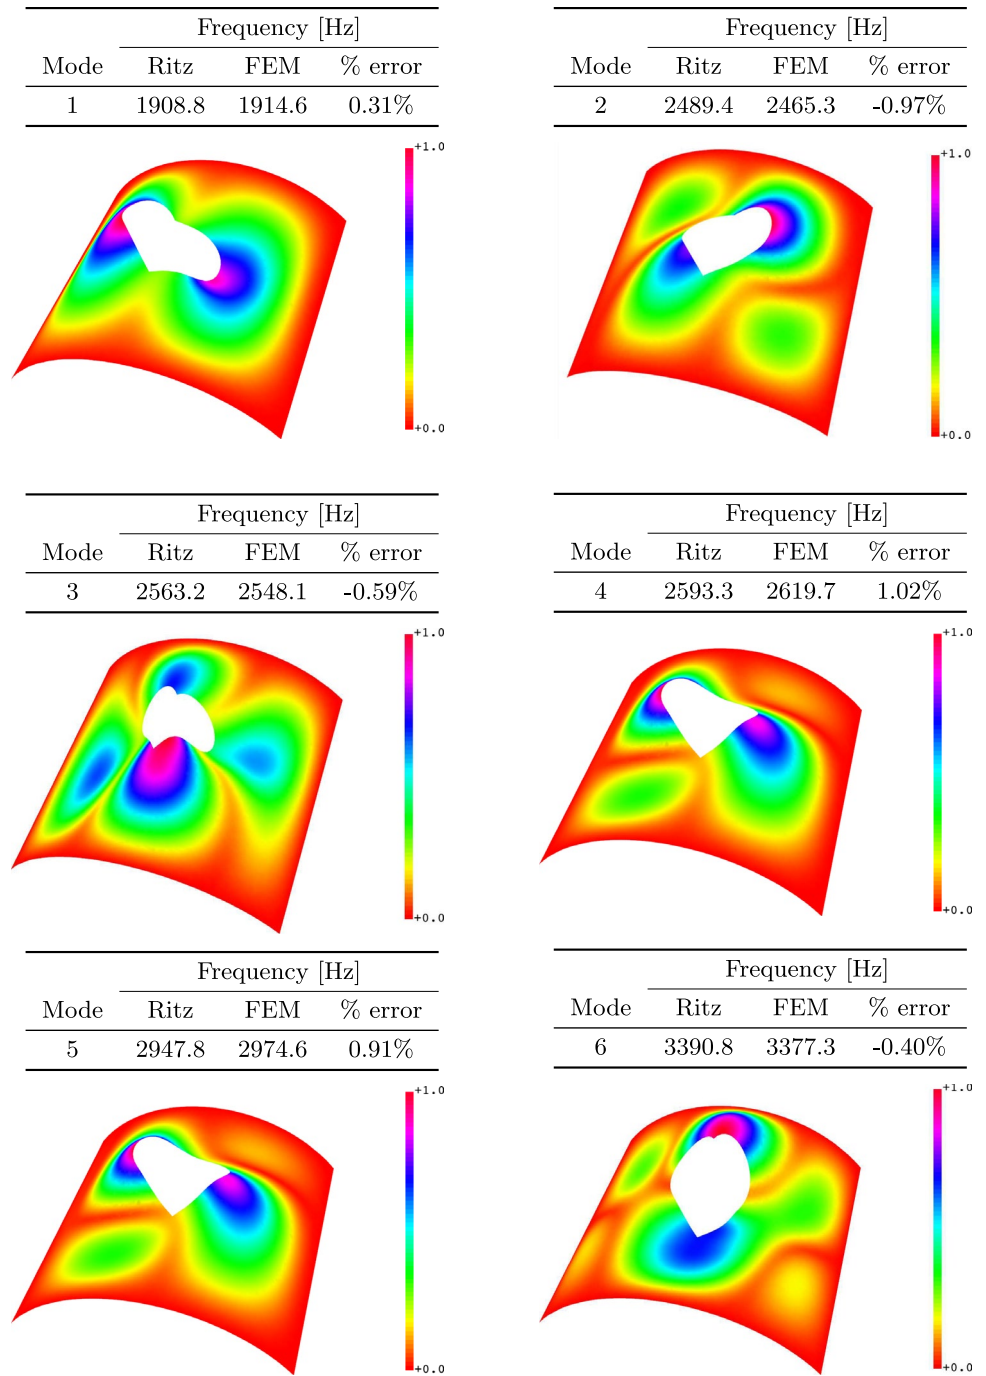 Frequency [Hz]
Mode Ritz FEM % error
1 1908.8 1914.6 0.31%
+1.0
+0.0
Frequency [Hz]
Mode Ritz FEM % error
2 2489.4 2465.3 -0.97%
+1.0
+0.0
Frequency [Hz]
Mode Ritz FEM % error
3 2563.2 2548.1 -0.59%
+1.0
+0.0
Frequency [Hz]
Mode Ritz FEM % error
4 2593.3 2619.7 1.02%
+1.0
+0.0
Frequency [Hz]
Mode Ritz FEM % error
5 2947.8 2974.6 0.91%
+1.0
+0.0
Frequency [Hz]
Mode Ritz FEM % error
6 3390.8 3377.3 -0.40%
+1.0
+0.0